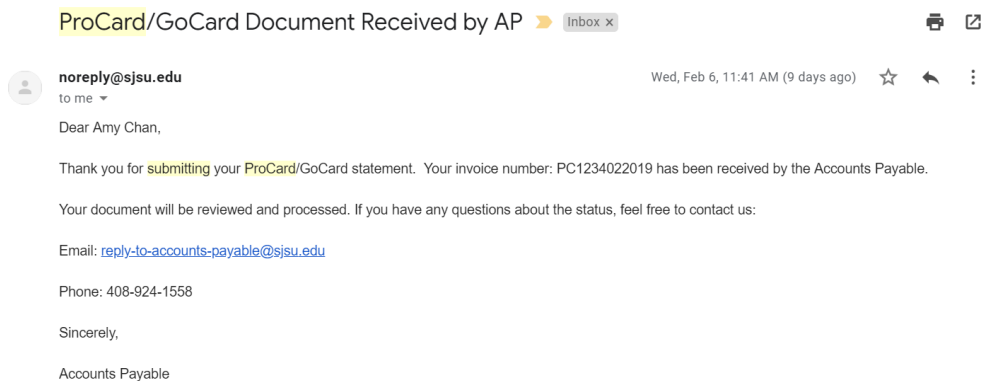 ProCard/GoCard Document Received by AP Inbox x
noreply@sjsu.edu Wed, Feb 6, 11:41 AM (9 days ago)
to me
Dear Amy Chan,
Thank you for submitting your ProCard/GoCard statement. Your invoice number: PC1234022019 has been received by the Accounts Payable.
Your document will be reviewed and processed. If you have any questions about the status, feel free to contact us:
Email: reply-to-accounts-payable@sjsu.edu
Phone: 408-924-1558
Sincerely,
Accounts Payable